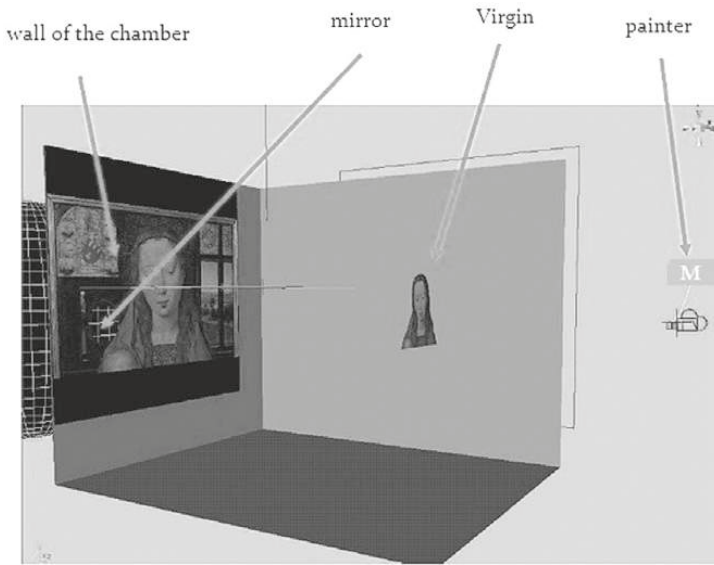 wall of the chamber
mirror
Virgin
painter
M